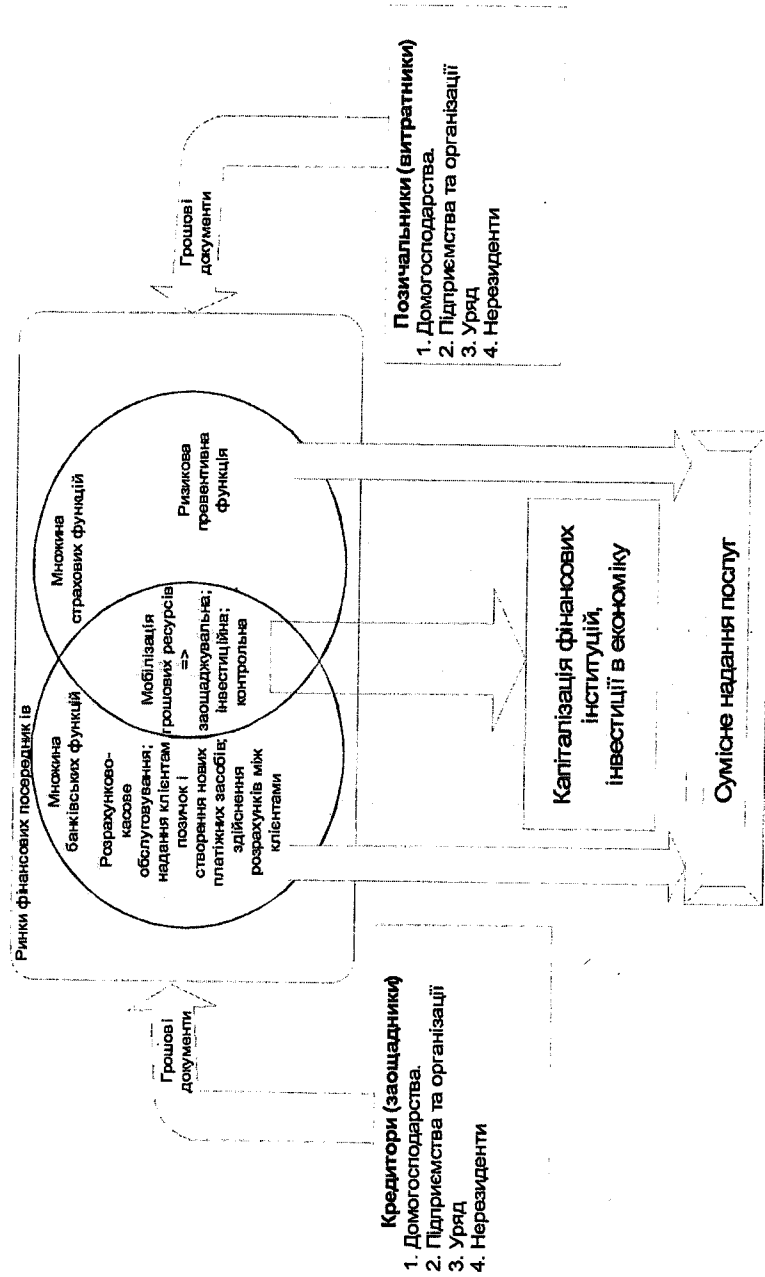 Ринки фінансових посередник ів
Множина
банківських функцій
Розрахунково-
касове
обслуговування;
надання клієнтам
позичок і
створення нових
платіжних засобів;
здійснення
розрахунків між
клієнтами
Мобілізація
грошових ресурсів
=>
заощаджувальна;
інвестиційна;
контрольна
Множина
страхових функцій
Ризикова
превентивна
функція
Грошові
документи
Грошові
документи
Кредитори (заощадники)
1. Домогосподарства.
2. Підприємства та організації
3. Уряд
4. Нерезиденти
Позичальники (витратники)
1. Домогосподарства.
2. Підприємства та організації
3. Уряд
4. Нерезиденти
Капіталізація фінансових
інституцій,
інвестиції в економіку
Сумісне надання послуг